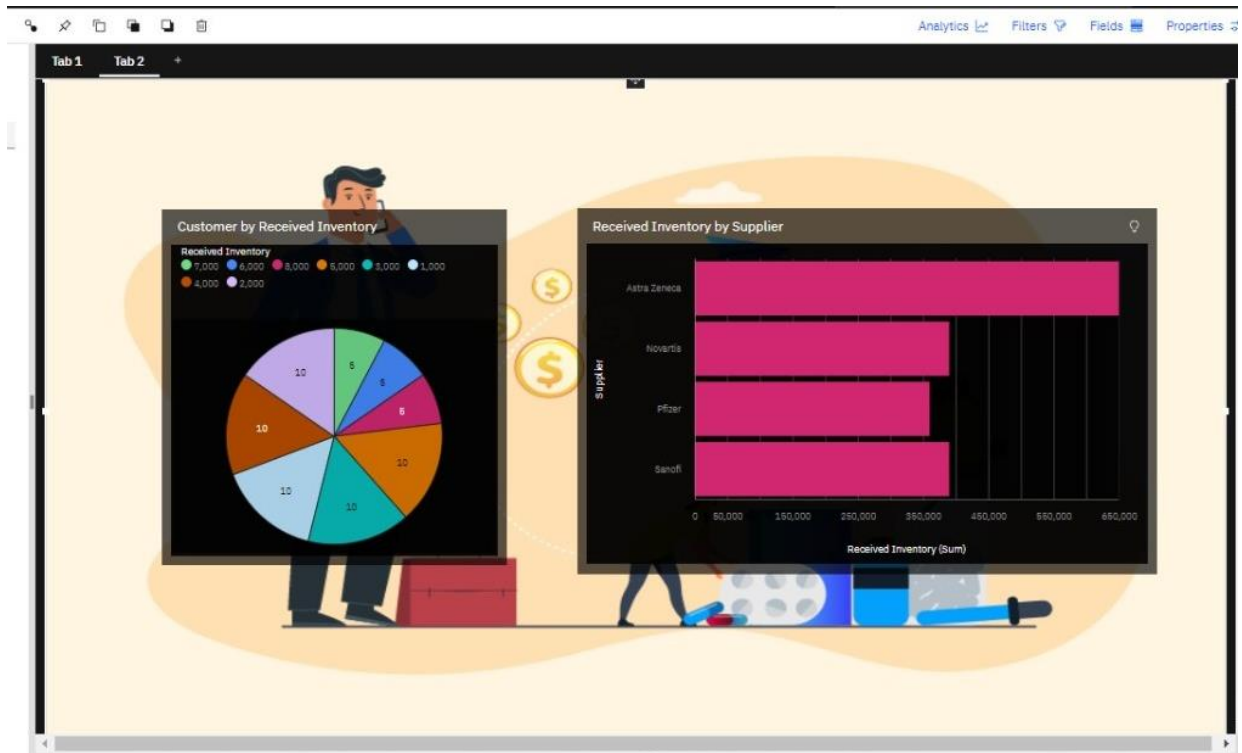 Analytics Filters Fields Properties
Tab 1 Tab 2 +
Customer by Received Inventory
Received Inventory
7,000 6,000 8,000 5,000 3,000 1,000
4,000 2,000
10 5
5
5
10
10
10
10
Received Inventory by Supplier
Supplier
Astra Zeneca
Novartis
Pfizer
Sanofi
0 50,000 150,000 250,000 350,000 450,000 550,000 650,000
Received Inventory (Sum)
$
$